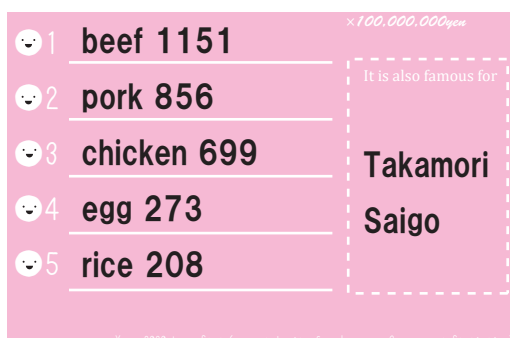 ×100,000,000yen
1 beef 1151
2 pork 856
3 chicken 699
4 egg 273
5 rice 208
It is also famous for
Takamori
Saigo